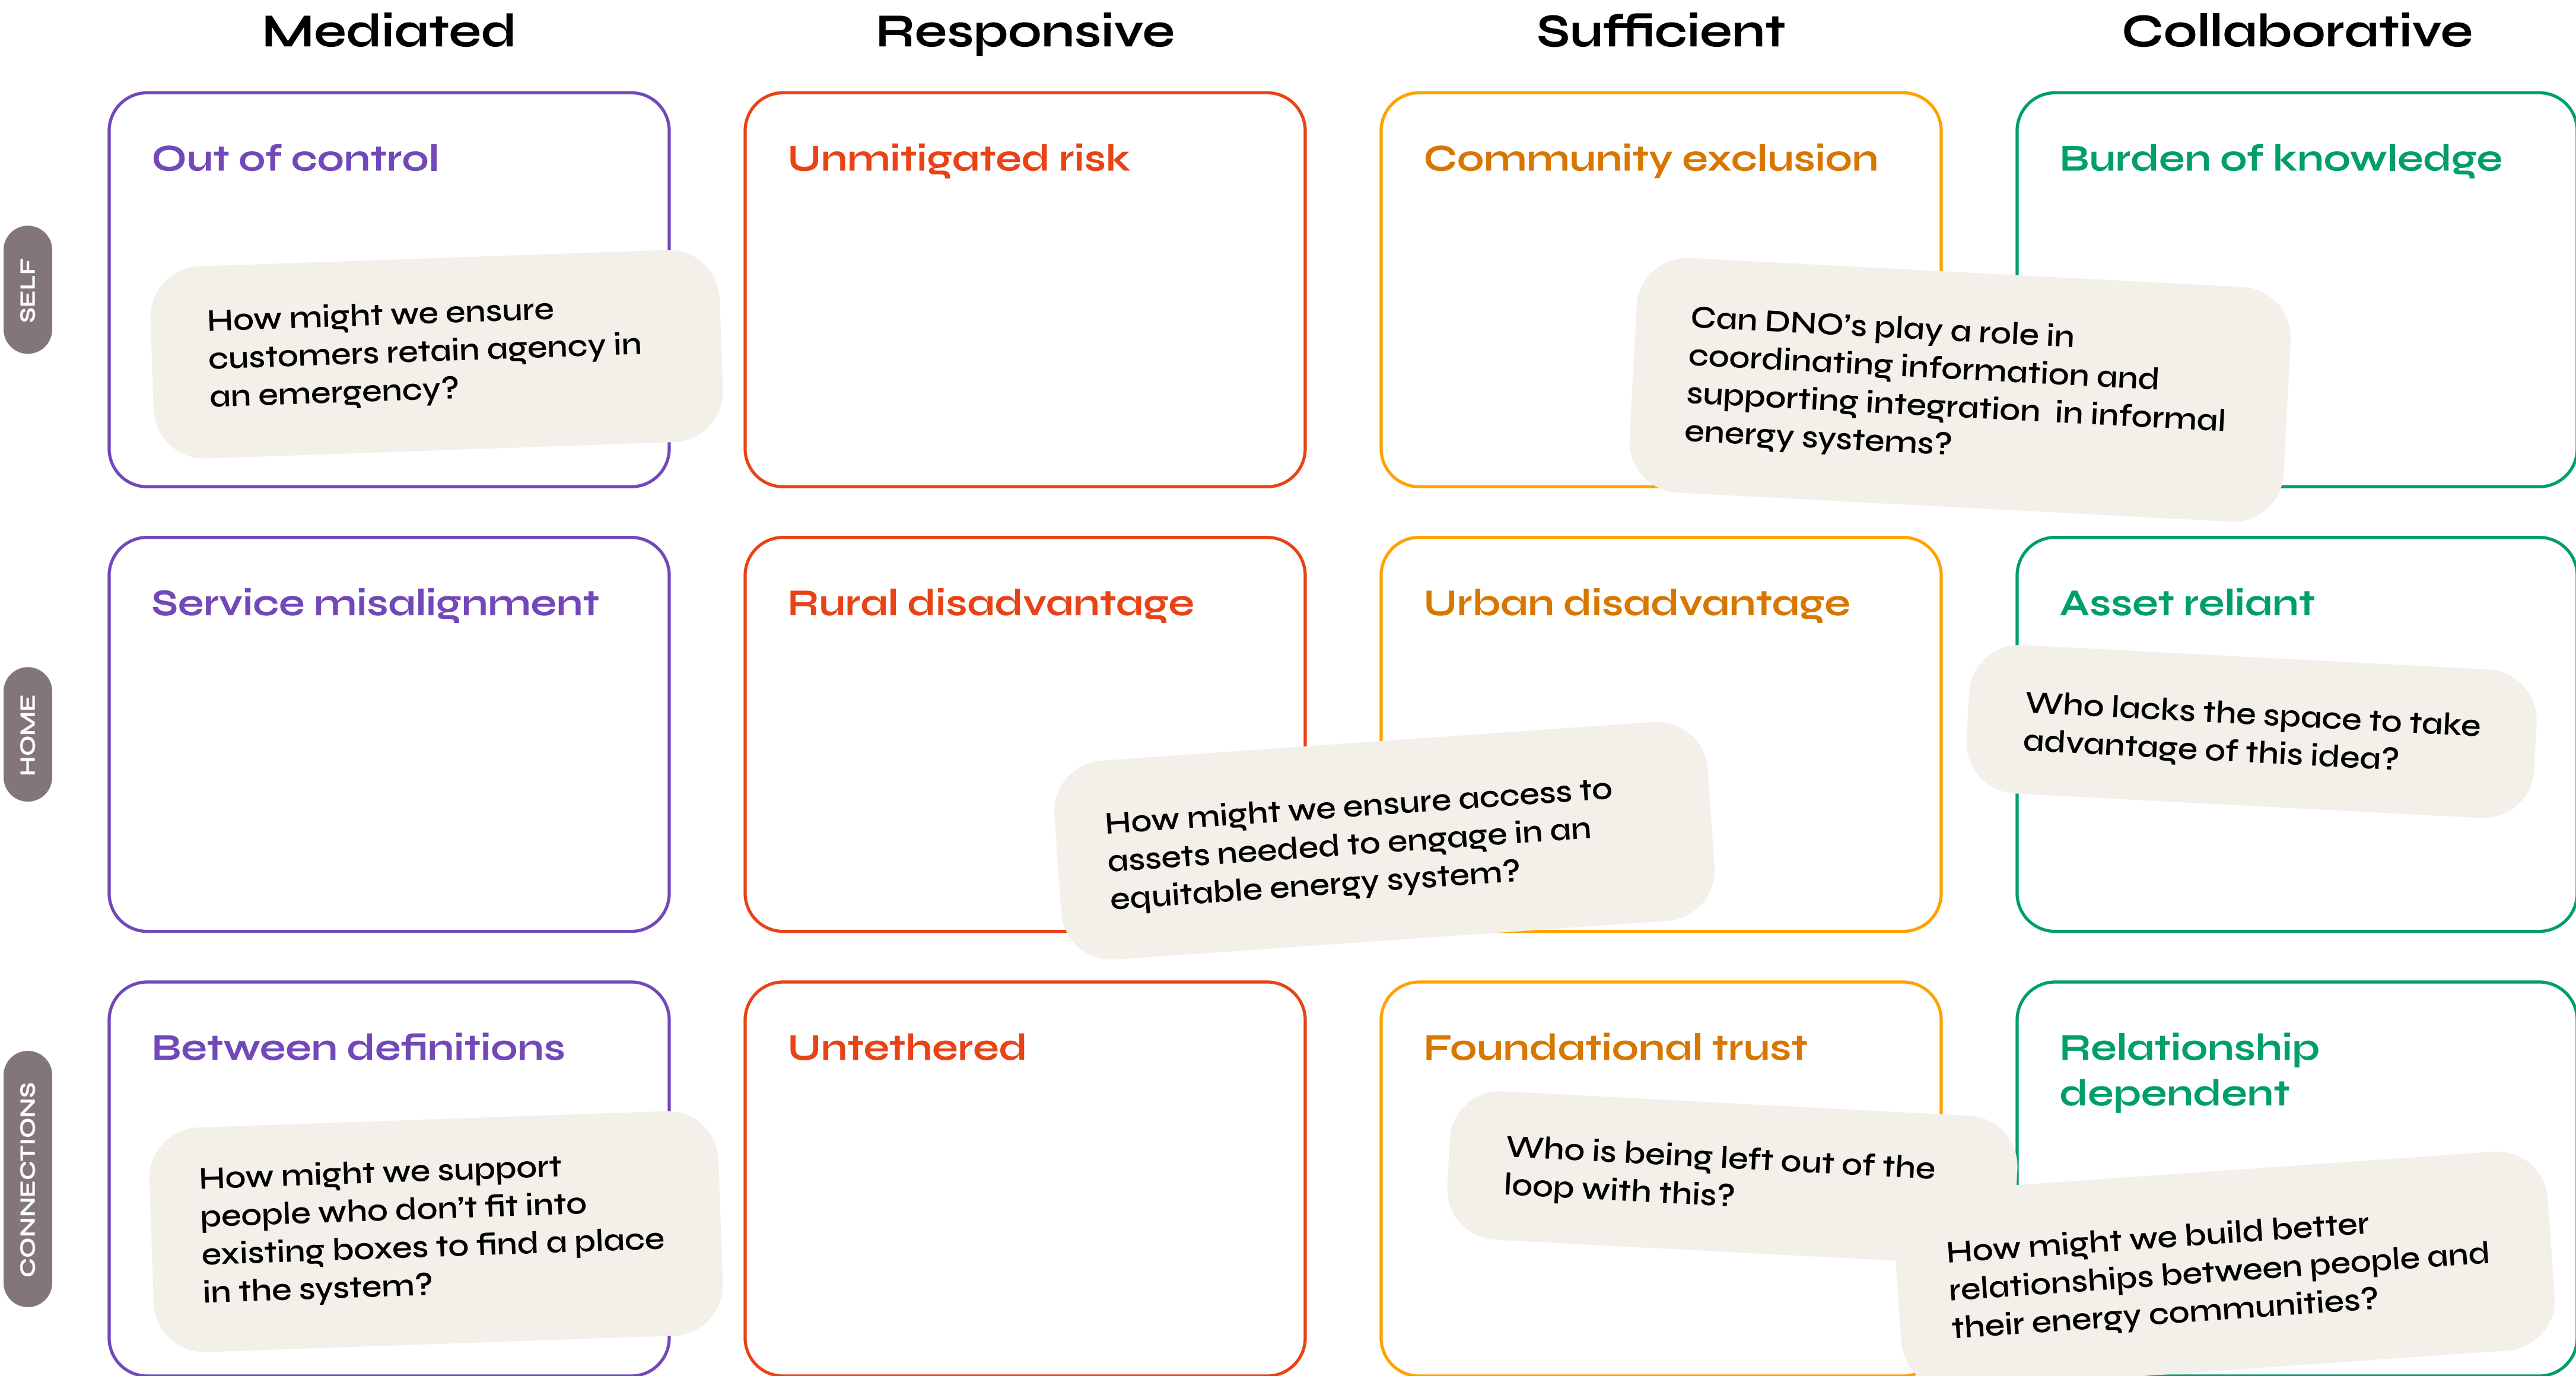 Mediated
Responsive
Sufficient
Collaborative
SELF
Out of control
How might we ensure
customers retain agency in
an emergency?
Unmitigated risk
Community exclusion
Can DNO’s play a role in
coordinating information and
supporting integration  in informal
energy systems?
Burden of knowledge
HOME
Service misalignment
Rural disadvantage
How might we ensure access to
assets needed to engage in an
equitable energy system?
Urban disadvantage
Asset reliant
Who lacks the space to take
advantage of this idea?
CONNECTIONS
Between definitions
How might we support
people who don’t fit into
existing boxes to find a place
in the system?
Untethered
Foundational trust
Who is being left out of the
loop with this?
Relationship
dependent
How might we build better
relationships between people and
their energy communities?